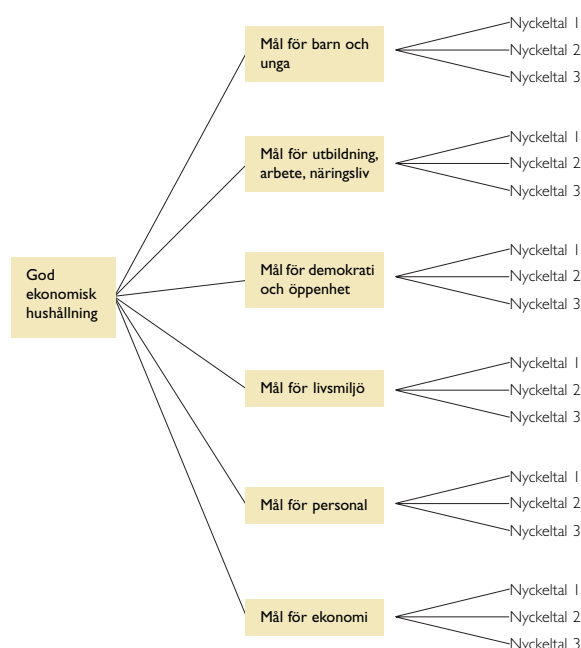 God
ekonomisk
hushållning
Mål för barn och
unga
Nyckeltal 1
Nyckeltal 2
Nyckeltal 3
Mål för utbildning,
arbete, näringsliv
Nyckeltal 1
Nyckeltal 2
Nyckeltal 3
Mål för demokrati
och öppenhet
Nyckeltal 1
Nyckeltal 2
Nyckeltal 3
Mål för livsmiljö
Nyckeltal 1
Nyckeltal 2
Nyckeltal 3
Mål för personal
Nyckeltal 1
Nyckeltal 2
Nyckeltal 3
Mål för ekonomi
Nyckeltal 1
Nyckeltal 2
Nyckeltal 3